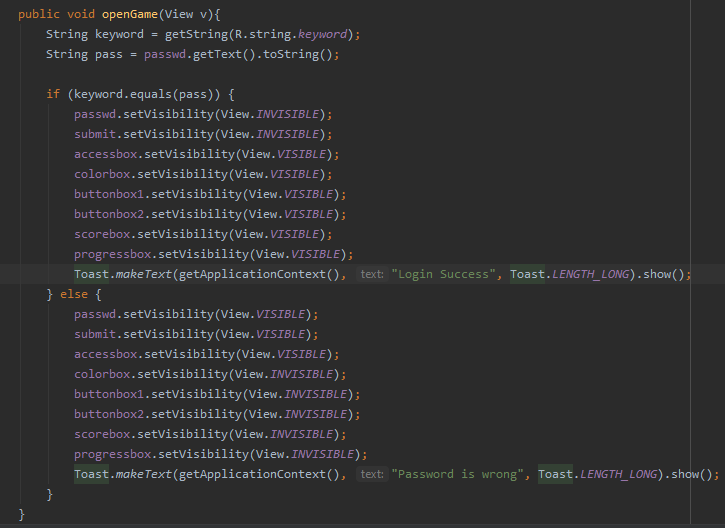 public void openGame(View v){
    String keyword = getString(R.string.keyword);
    String pass = passwd.getText().toString();

    if (keyword.equals(pass)) {
        passwd.setVisibility(View.INVISIBLE);
        submit.setVisibility(View.INVISIBLE);
        accessbox.setVisibility(View.VISIBLE);
        colorbox.setVisibility(View.VISIBLE);
        buttonbox1.setVisibility(View.VISIBLE);
        buttonbox2.setVisibility(View.VISIBLE);
        scorebox.setVisibility(View.VISIBLE);
        progressbox.setVisibility(View.VISIBLE);
        Toast.makeText(getApplicationContext(), text: "Login Success", Toast.LENGTH_LONG).show();
    } else {
        passwd.setVisibility(View.VISIBLE);
        submit.setVisibility(View.VISIBLE);
        accessbox.setVisibility(View.VISIBLE);
        colorbox.setVisibility(View.INVISIBLE);
        buttonbox1.setVisibility(View.INVISIBLE);
        buttonbox2.setVisibility(View.INVISIBLE);
        scorebox.setVisibility(View.INVISIBLE);
        progressbox.setVisibility(View.INVISIBLE);
        Toast.makeText(getApplicationContext(), text: "Password is wrong", Toast.LENGTH_LONG).show();
    }
}